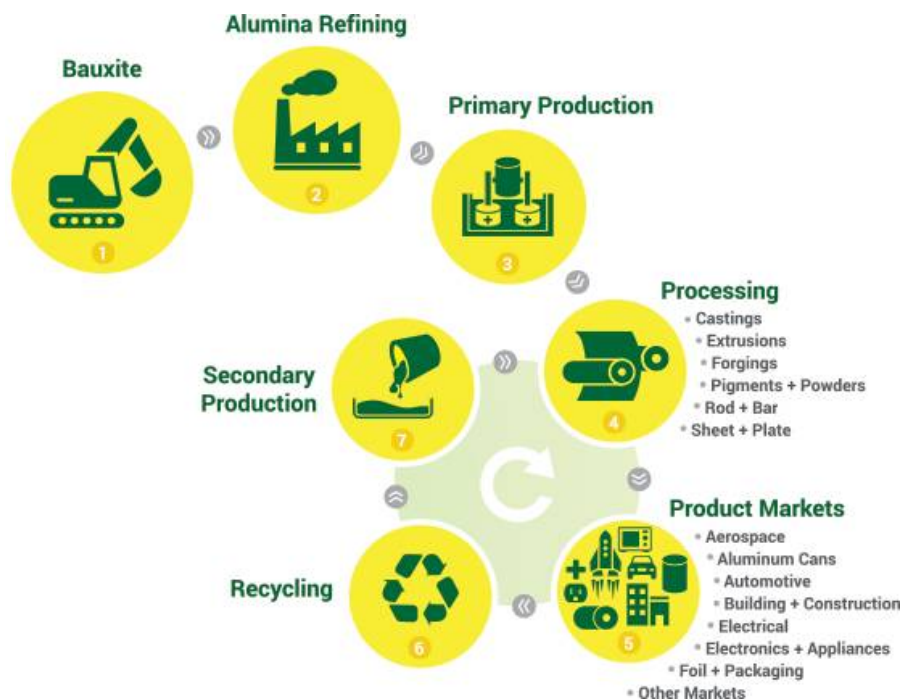 Alumina Refining
Bauxite
2
1
Primary Production
3
Processing
• Castings
• Extrusions
• Forgings
• Pigments + Powders
• Rod + Bar
• Sheet + Plate
4
Secondary
Production
7
Product Markets
• Aerospace
• Aluminum Cans
• Automotive
• Building + Construction
• Electrical
• Electronics + Appliances
• Foil + Packaging
• Other Markets
5
Recycling
6